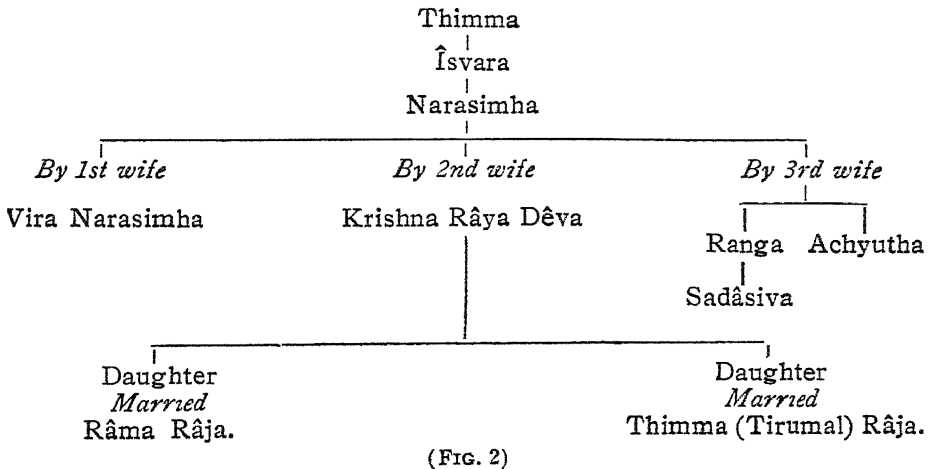 Thimma
Îsvara
Narasimha
By 1st wife By 2nd wife By 3rd wife
Vira Narasimha Krishna Râya Dêva
Ranga Achyutha
Sadâsiva
Daughter Daughter
Married Married
Râma Râja. Thimma (Tirumal) Râja.
(FIG. 2)